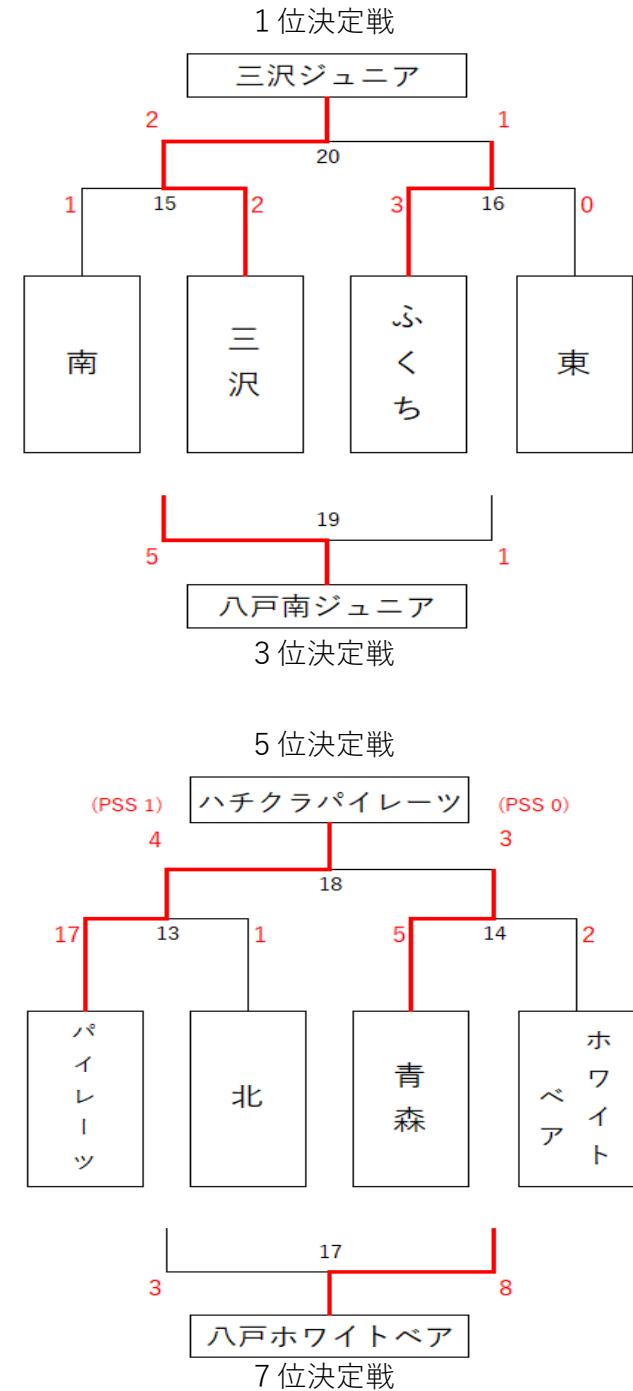 1位決定戦
三沢ジュニア
2 1
20
1 15 2 3 16 0
南 三沢 ふくち 東
19
5 1
八戸南ジュニア
3位決定戦
5位決定戦
(PSS 1) ハチクラパイレーツ (PSS 0)
4 3
18
17 13 1 5 14 2
パイレーツ 北 青森 ホワイトベア
17
3 8
八戸ホワイトベア
7位決定戦